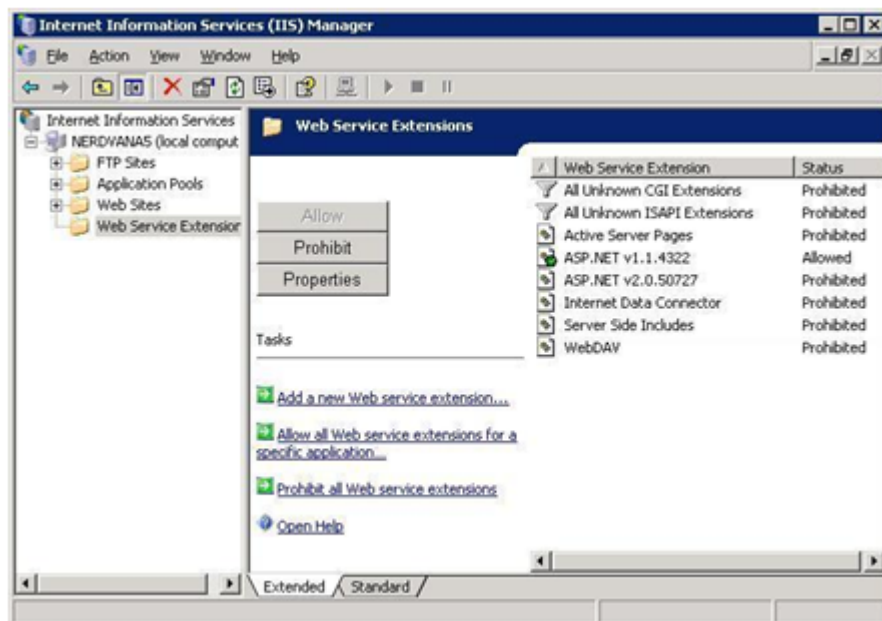 Internet Information Services (IIS) Manager
File Action View Window Help
Internet Information Services
NERDVANA5 (local comput
FTP Sites
Application Pools
Web Sites
Web Service Extension
Web Service Extensions
Allow
Prohibit
Properties
Tasks
Add a new Web service extension...
Allow all Web service extensions for a
specific application...
Prohibit all Web service extensions
Open Help
Web Service Extension Status
All Unknown CGI Extensions Prohibited
All Unknown ISAPI Extensions Prohibited
Active Server Pages Prohibited
ASP.NET v1.1.4322 Allowed
ASP.NET v2.0.50727 Prohibited
Internet Data Connector Prohibited
Server Side Includes Prohibited
WebDAV Prohibited
Extended Standard